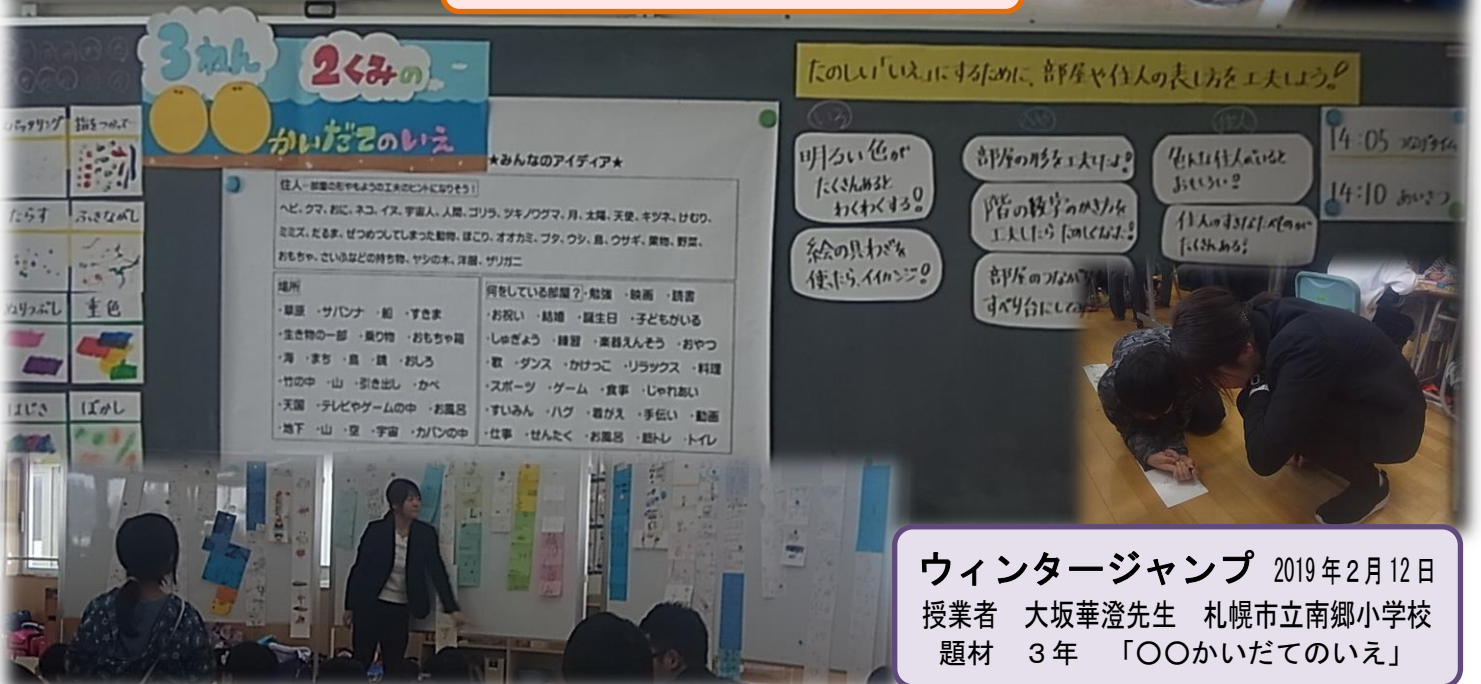 3ねん
2くみの
かいだてのいえ
たのしい「いえ」にするために、部屋や住人の表し方を工夫しよう!
指をつかって
たらす
ふきながし
ぬりつぶし
重色
はじき
ぼかし
★みんなのアイディア★
住人…部屋の形やもようの工夫のヒントになりそう!
ヘビ、クマ、おに、ネコ、イヌ、宇宙人、人間、ゴリラ、ツキノワグマ、月、太陽、天使、キツネ、けむり、
ミミズ、だるま、ぜつめつしてしまった動物、ほこり、オオカミ、ブタ、ウシ、鳥、ウサギ、果物、野菜、
おもちゃ、さいふなどの持ち物、ヤシの木、洋服、ザリガニ
場所
・草原 ・サバンナ ・船 ・すきま
・生き物の一部 ・乗り物 ・おもちゃ箱
・海 ・まち ・島 ・鏡 ・おしろ
・竹の中 ・山 ・引き出し ・かべ
・天国 ・テレビやゲームの中 ・お風呂
・地下 ・山 ・空 ・宇宙 ・カバンの中
何をしている部屋?・勉強 ・映画 ・読書
・お祝い ・結婚 ・誕生日 ・子どもがいる
・しゅぎょう ・練習 ・楽器えんそう ・おやつ
・歌 ・ダンス ・かけっこ ・リラックス ・料理
・スポーツ ・ゲーム ・食事 ・じゃれあい
・すいみん ・ハグ ・着がえ ・手伝い ・動画
・仕事 ・せんたく ・お風呂 ・筋トレ ・トイレ
いろ
明るい色が
たくさんあると
わくわくする!
絵の具わざを
使ったら、イイカンジ!
部屋の形を工夫したよ!
階の数字のかき方を
工夫したら たのしくなった!
部屋のつながり
すべり台にして
住人
色んな住人がいると
おもしろい!
住人のすきな
たくさんある!
14:05
14:10 あいさつ
ウィンタージャンプ 2019年2月12日
授業者 大坂華澄先生 札幌市立南郷小学校
題材 3年 「〇〇かいだてのいえ」